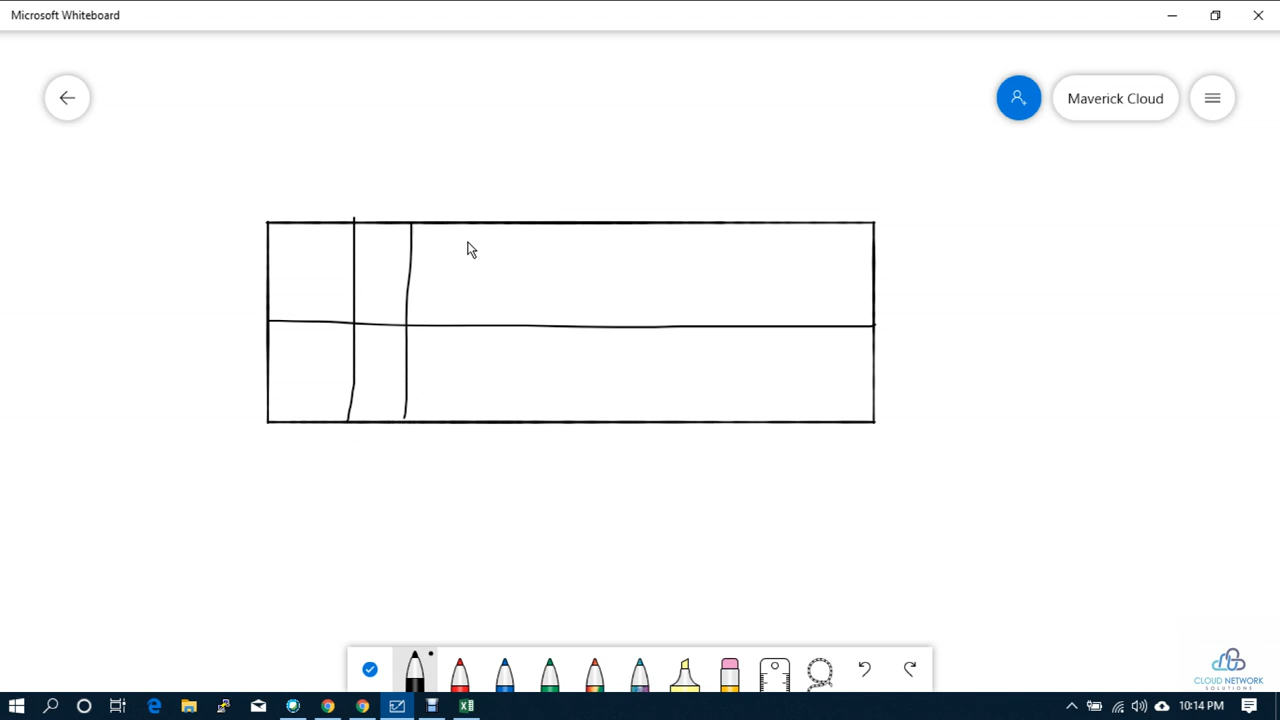 Microsoft Whiteboard
Maverick Cloud
CLOUD NETWORK
SOLUTIONS
10:14 PM